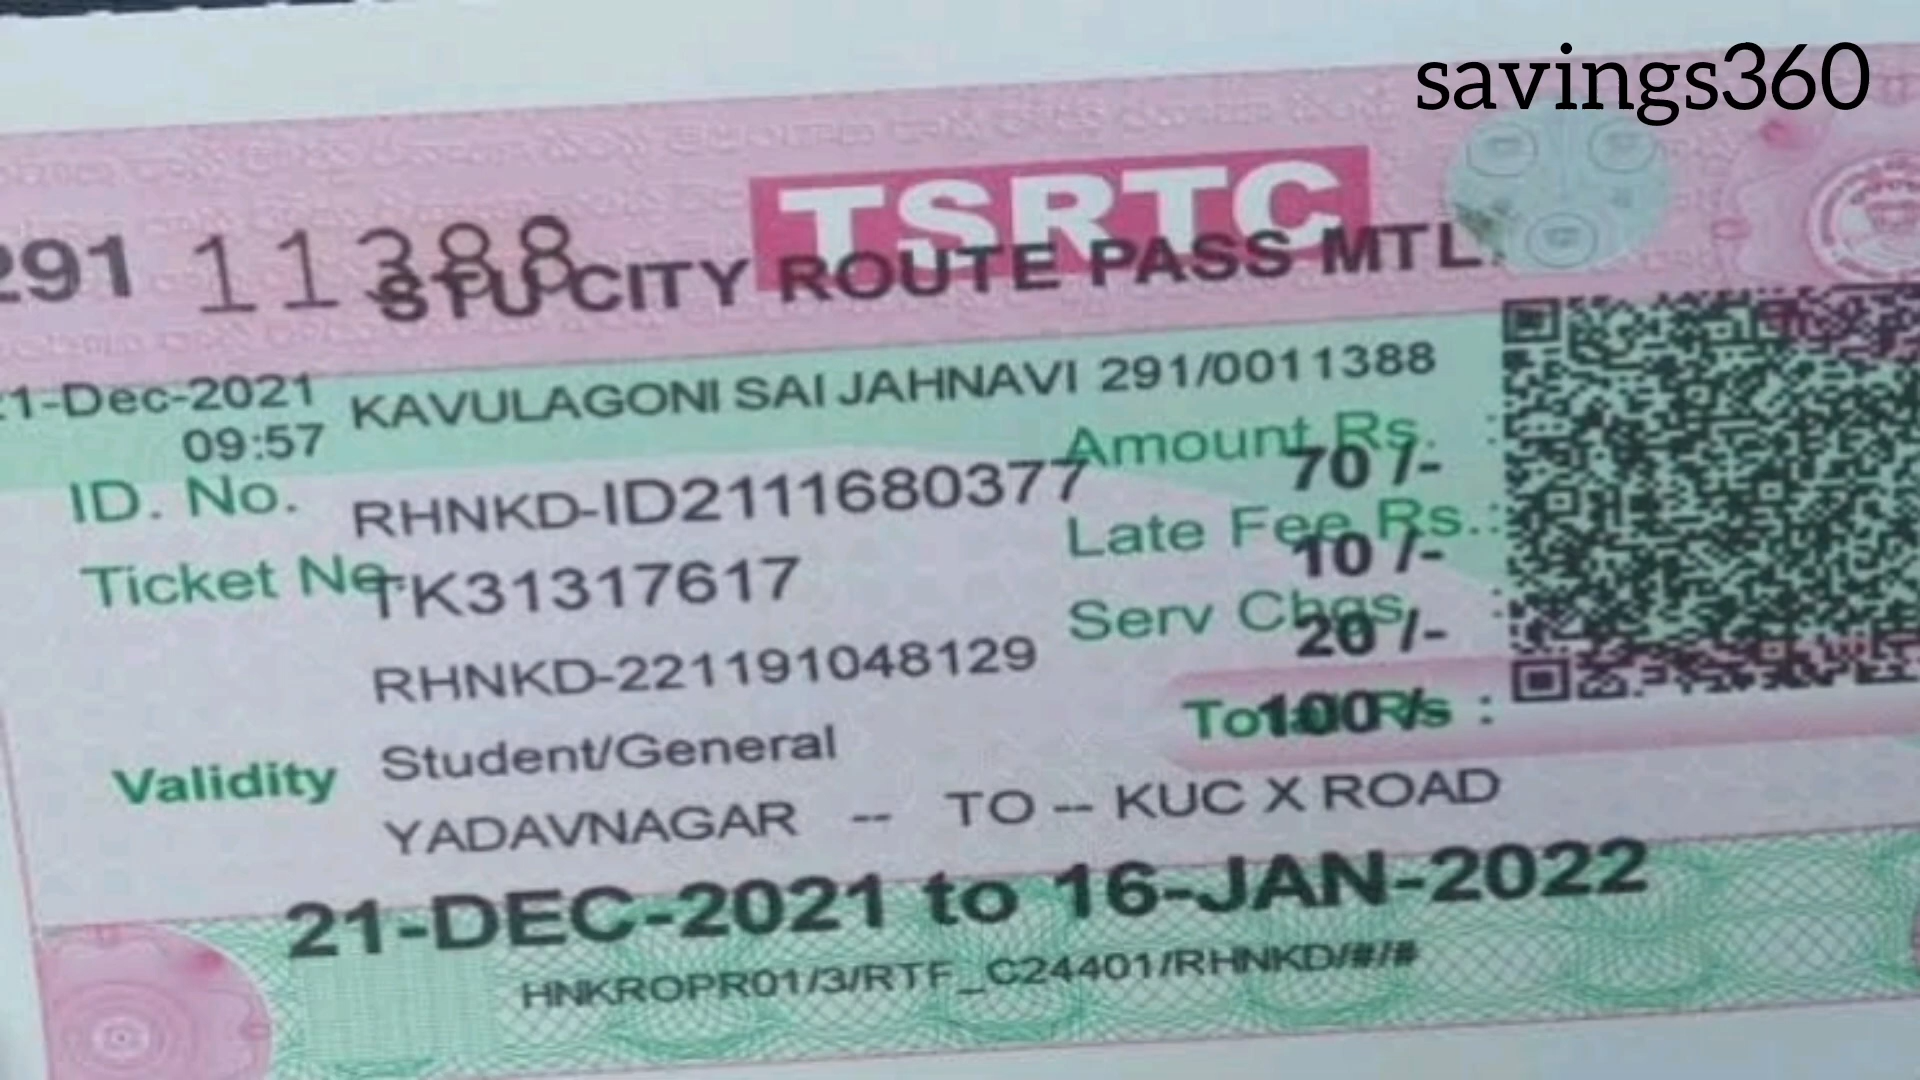 savings360
TSRTC
291 11388
STU CITY ROUTE PASS MTL.
21-Dec-2021
09:57
KAVULAGONI SAI JAHNAVI 291/0011388
ID. No. RHNKD-ID2111680377
Amount Rs. : 70 /-
Ticket No. TK31317617
Late Fee Rs. : 10 /-
RHNKD-221191048129
Serv Chgs. : 20 /-
Total Rs : 100 /-
Validity Student/General
YADAVNAGAR -- TO -- KUC X ROAD
21-DEC-2021 to 16-JAN-2022
HNKROPR01/3/RTF_C24401/RHNKD/#/#